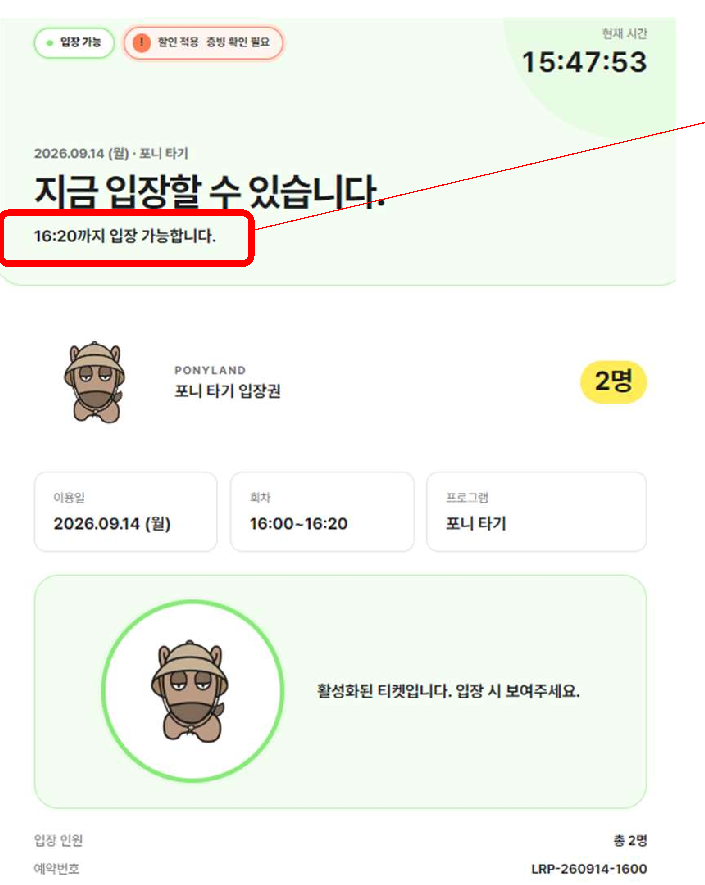 입장 가능
! 할인 적용 증빙 확인 필요
현재 시간
15:47:53
2026.09.14 (월) · 포니 타기
지금 입장할 수 있습니다.
16:20까지 입장 가능합니다.
PONYLAND
포니 타기 입장권
2명
이용일
2026.09.14 (월)
회차
16:00~16:20
프로그램
포니 타기
활성화된 티켓입니다. 입장 시 보여주세요.
입장 인원
총 2명
예약번호
LRP-260914-1600